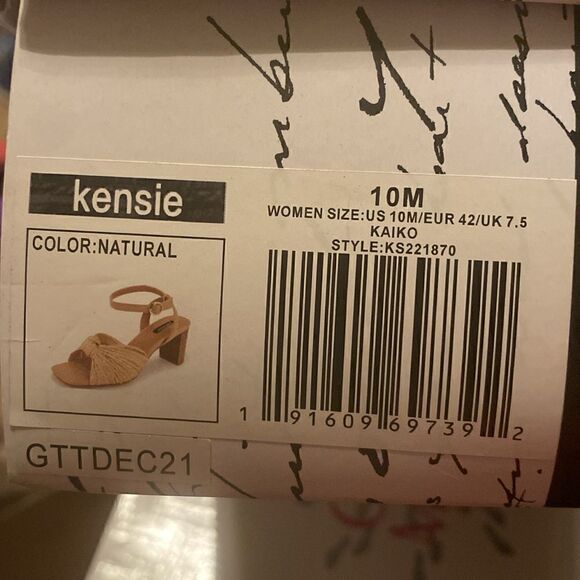 kensie
COLOR:NATURAL
10M
WOMEN SIZE:US 10M/EUR 42/UK 7.5
KAIKO
STYLE:KS221870
1 91609 69739 2
GTTDEC21